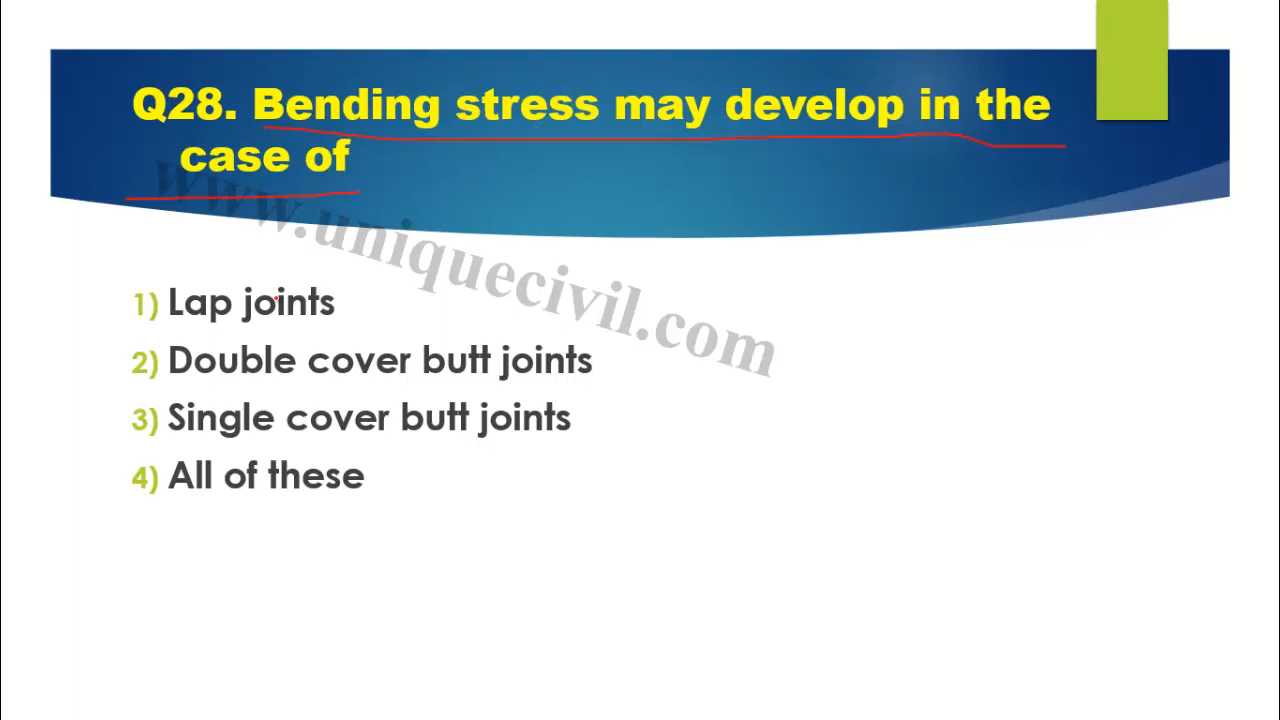 Q28. Bending stress may develop in the
case of
www.uniquecivil.com
1) Lap joints
2) Double cover butt joints
3) Single cover butt joints
4) All of these